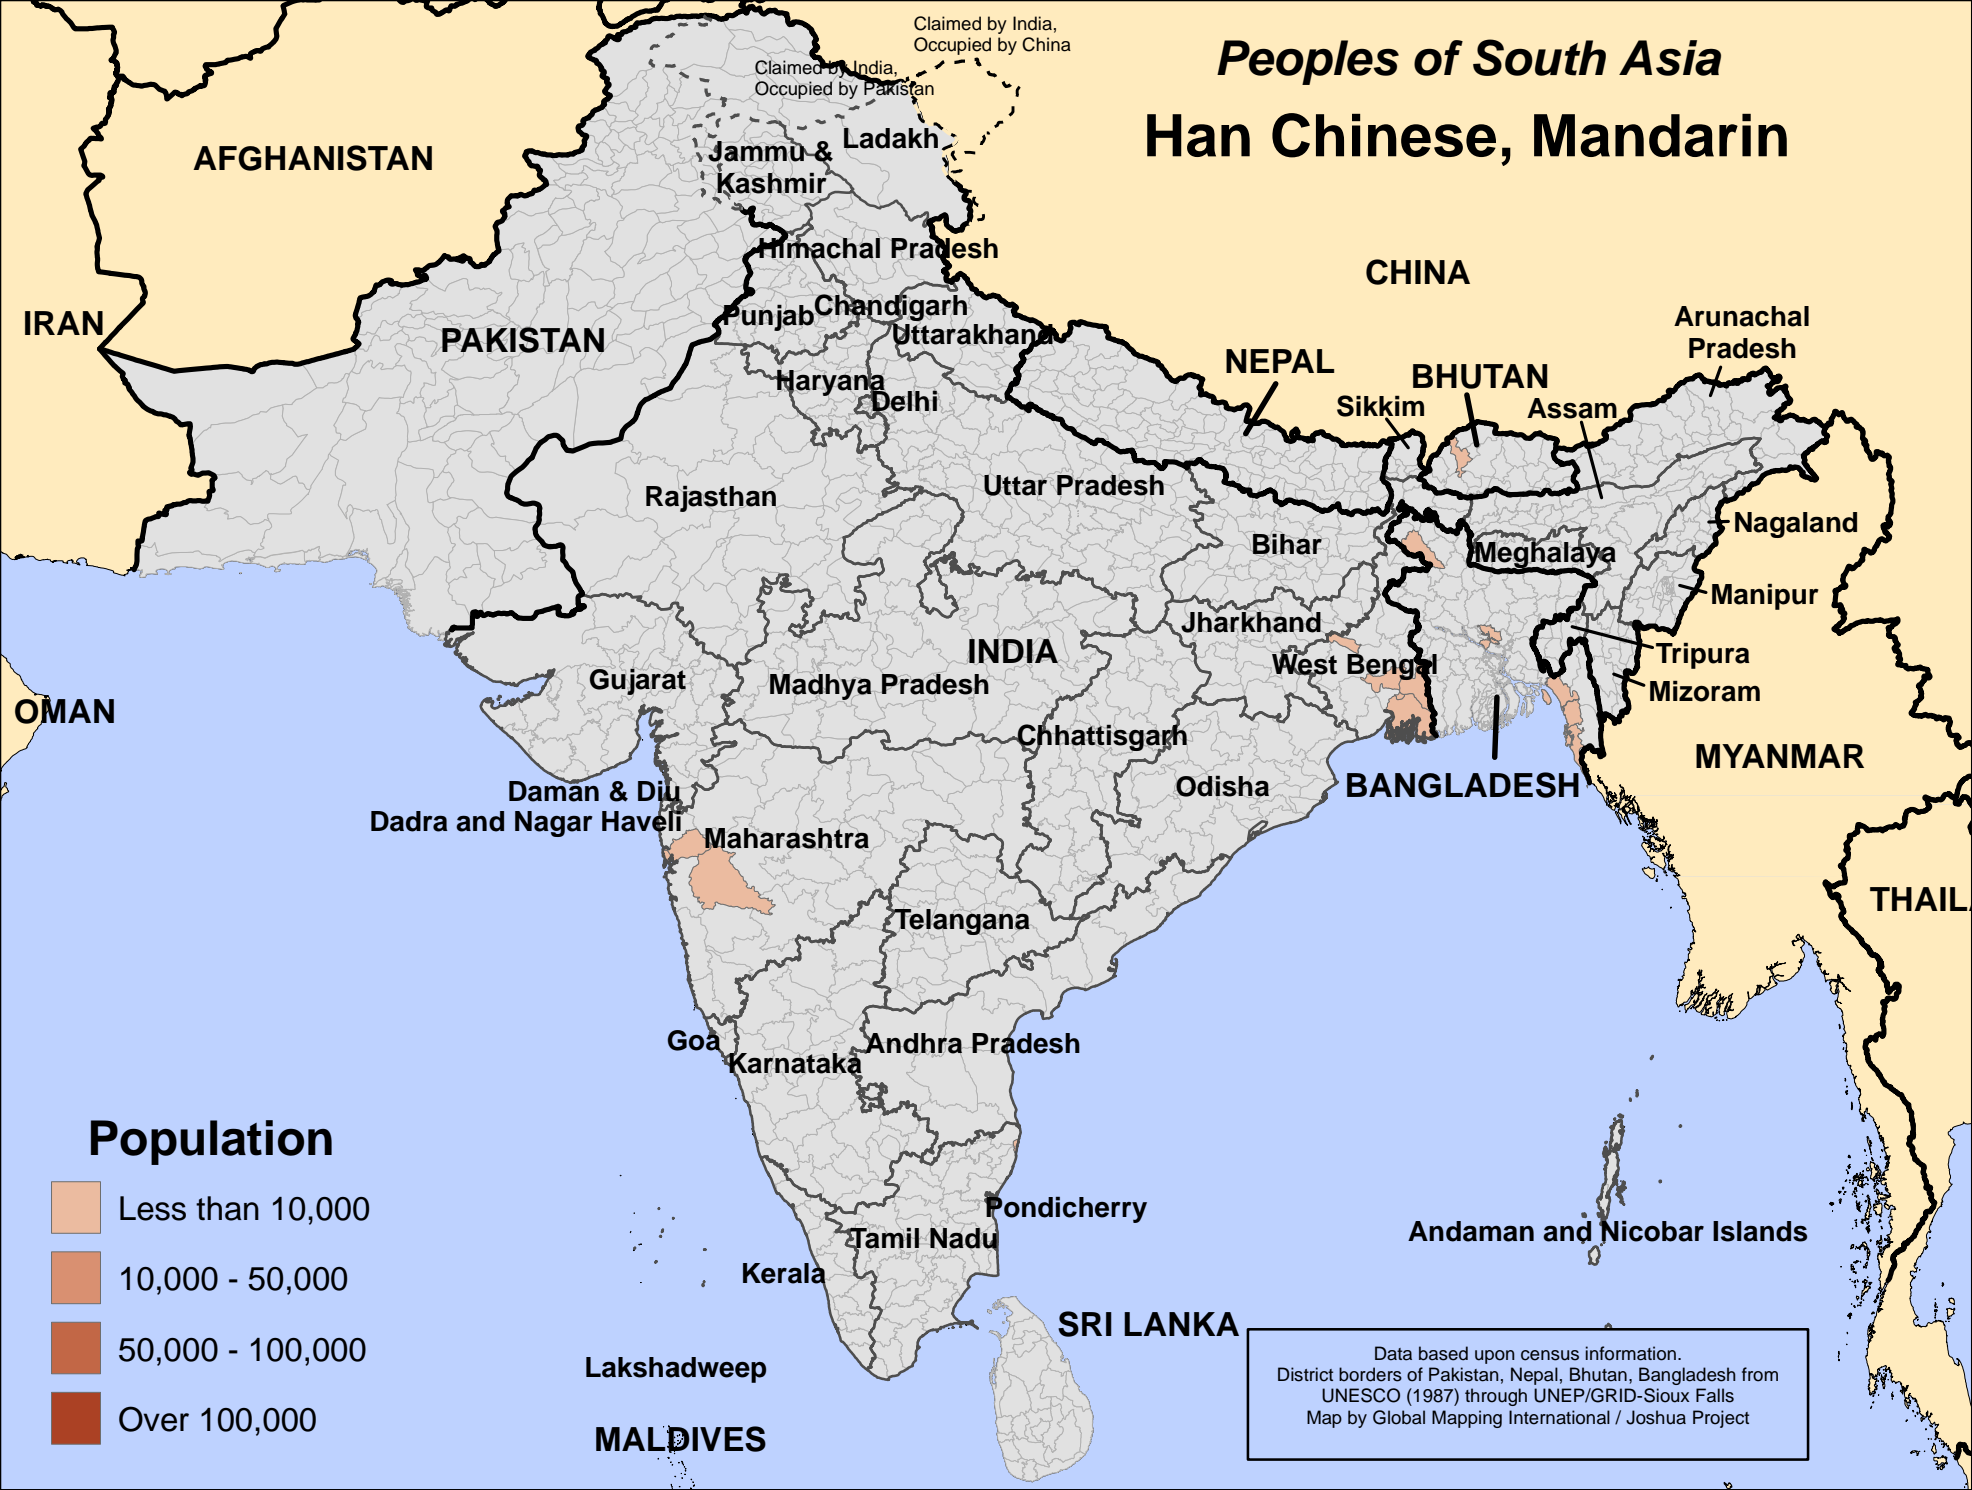 Claimed by India,
Occupied by China
Peoples of South Asia
Claimed by India,
Occupied by Pakistan
Han Chinese, Mandarin
AFGHANISTAN
Ladakh
Jammu &
Kashmir
Himachal Pradesh
CHINA
IRAN
PAKISTAN
Punjab
Chandigarh
Uttarakhand
Arunachal
Pradesh
NEPAL
BHUTAN
Haryana
Delhi
Sikkim
Assam
Rajasthan
Uttar Pradesh
Nagaland
Bihar
Meghalaya
Manipur
Jharkhand
INDIA
West Bengal
Tripura
Gujarat
Madhya Pradesh
Mizoram
OMAN
Chhattisgarh
MYANMAR
Odisha
BANGLADESH
Daman & Diu
Dadra and Nagar Haveli
Maharashtra
THAIL
Telangana
Goa
Karnataka
Andhra Pradesh
Pondicherry
Tamil Nadu
Andaman and Nicobar Islands
Kerala
SRI LANKA
Lakshadweep
MALDIVES
Population
Less than 10,000
10,000 - 50,000
50,000 - 100,000
Over 100,000
Data based upon census information.
District borders of Pakistan, Nepal, Bhutan, Bangladesh from
UNESCO (1987) through UNEP/GRID-Sioux Falls
Map by Global Mapping International / Joshua Project